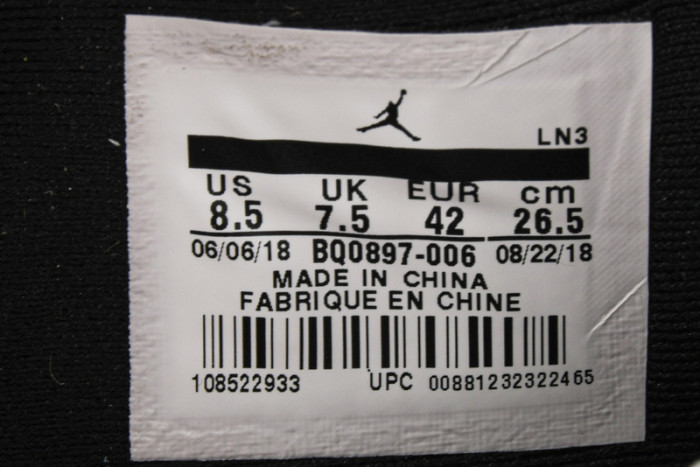 LN3
US UK EUR cm
8.5 7.5 42 26.5
06/06/18 BQ0897-006 08/22/18
MADE IN CHINA
FABRIQUE EN CHINE
108522933 UPC 00881232322465